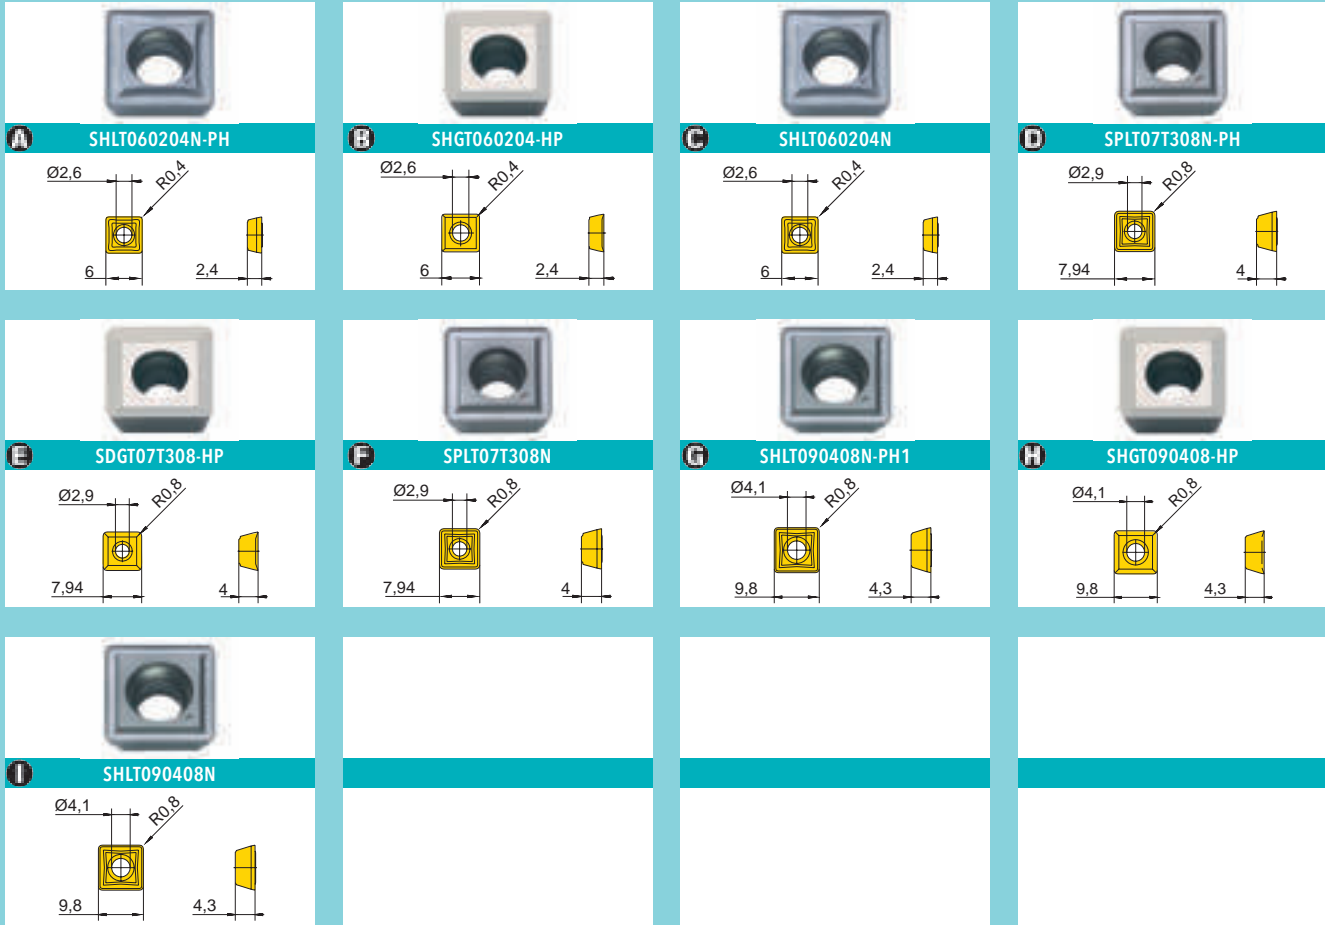 A SHLT060204N-PH
Ø2,6 R0,4
6 2,4
B SHGT060204-HP
Ø2,6 R0,4
6 2,4
C SHLT060204N
Ø2,6 R0,4
6 2,4
D SPLT07T308N-PH
Ø2,9 R0,8
7,94 4
E SDGT07T308-HP
Ø2,9 R0,8
7,94 4
F SPLT07T308N
Ø2,9 R0,8
7,94 4
G SHLT090408N-PH1
Ø4,1 R0,8
9,8 4,3
H SHGT090408-HP
Ø4,1 R0,8
9,8 4,3
I SHLT090408N
Ø4,1 R0,8
9,8 4,3